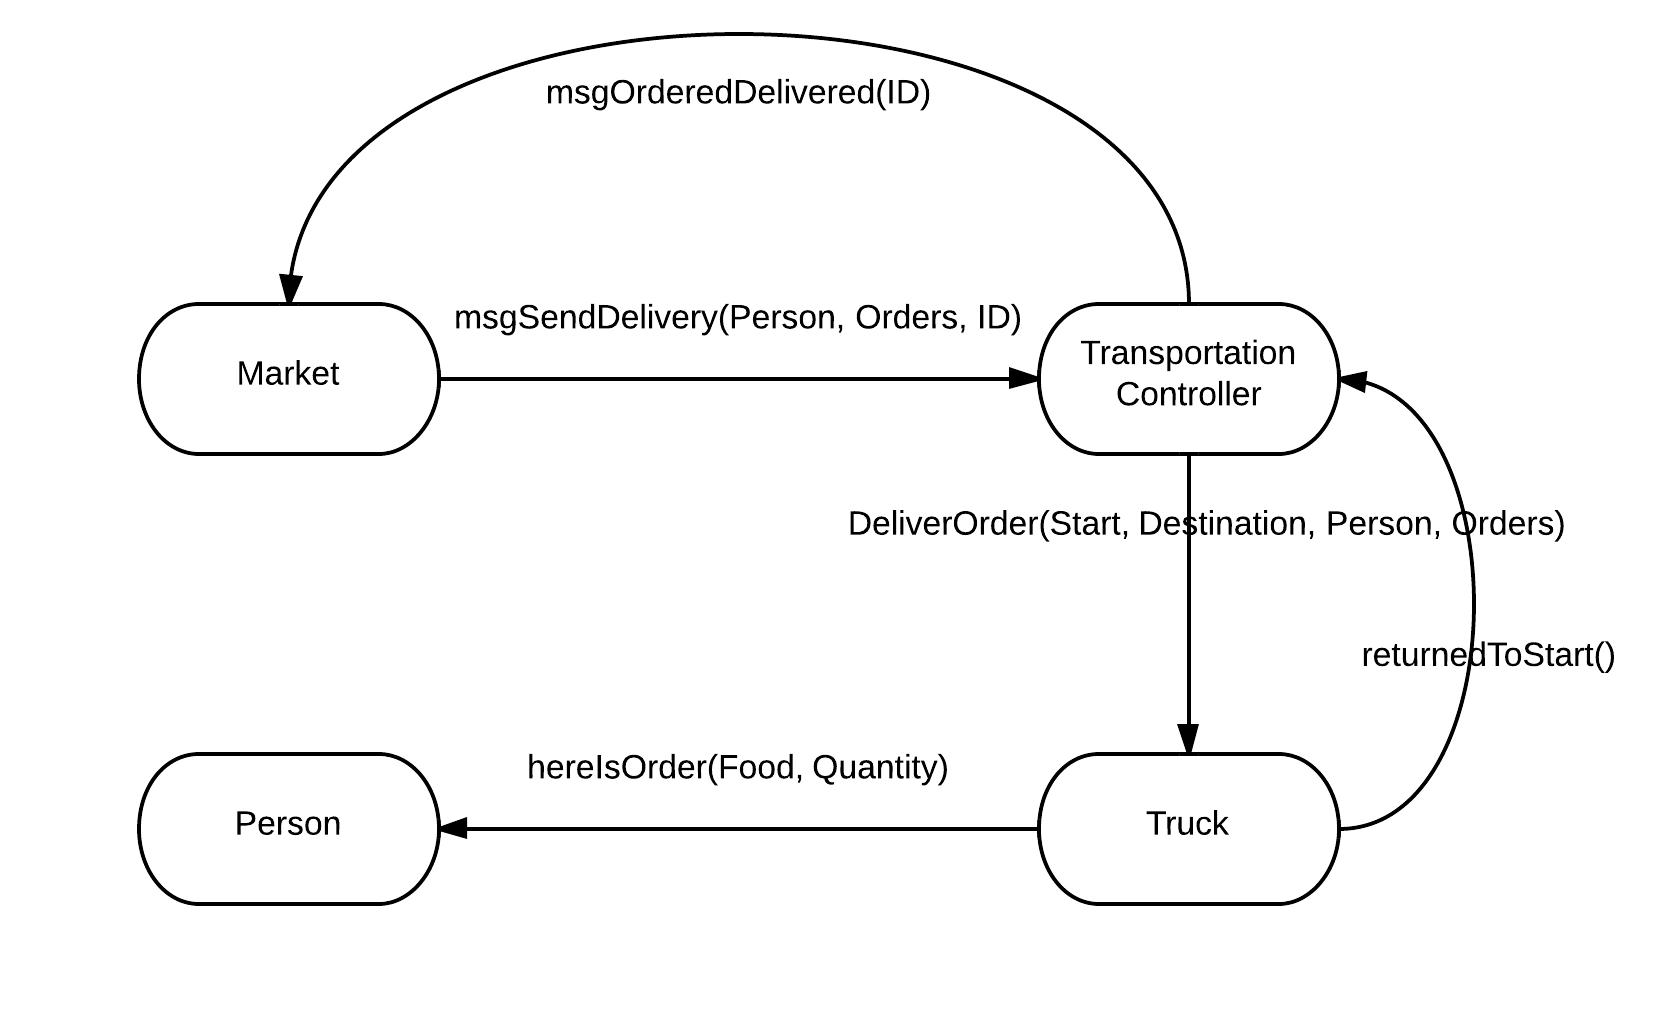 msgOrderedDelivered(ID)
msgSendDelivery(Person, Orders, ID)
Market
Transportation
Controller
DeliverOrder(Start, Destination, Person, Orders)
returnedToStart()
hereIsOrder(Food, Quantity)
Person
Truck